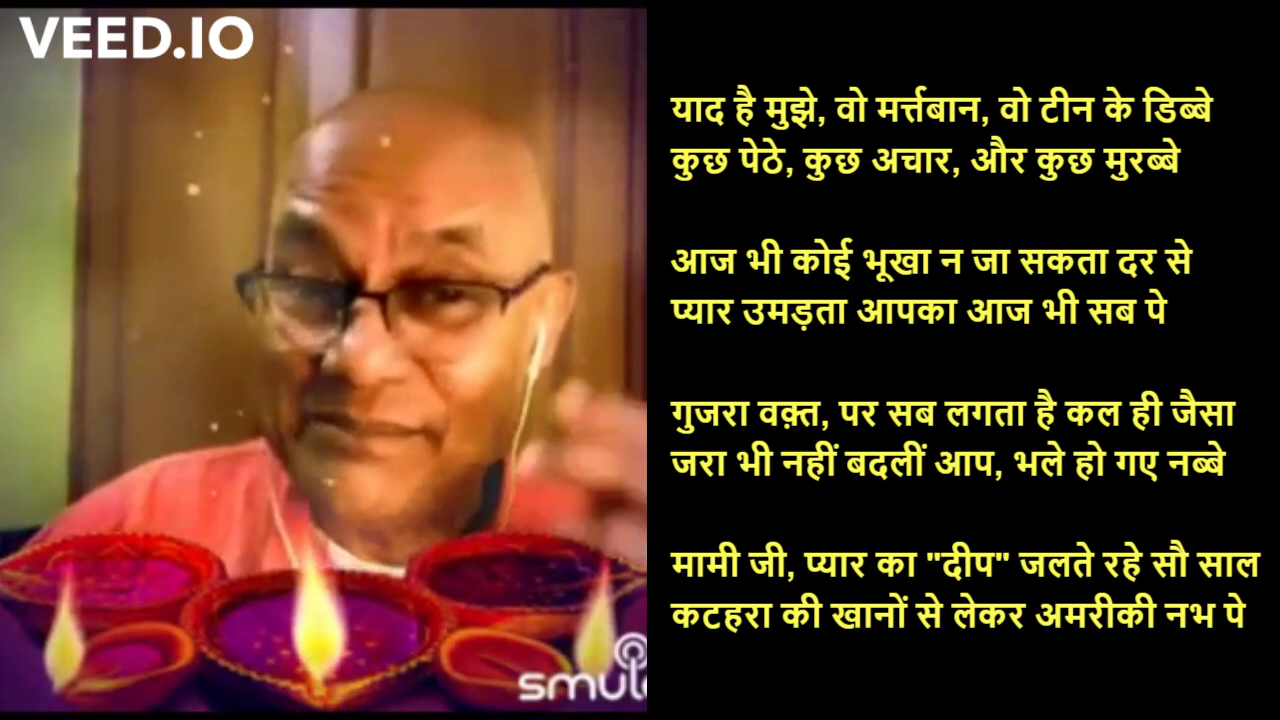 VEED.IO
याद है मुझे, वो मर्त्तबान, वो टीन के डिब्बे
कुछ पेठे, कुछ अचार, और कुछ मुरब्बे
आज भी कोई भूखा न जा सकता दर से
प्यार उमड़ता आपका आज भी सब पे
गुजरा वक़्त, पर सब लगता है कल ही जैसा
जरा भी नहीं बदलीं आप, भले हो गए नब्बे
मामी जी, प्यार का "दीप" जलते रहे सौ साल
कटहरा की खानों से लेकर अमरीकी नभ पे
smule